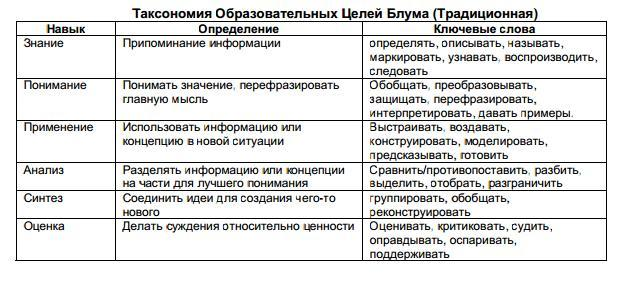 Таксономия Образовательных Целей Блума (Традиционная)
Навык Определение Ключевые слова
Знание Припоминание информации определять, описывать, называть,
маркировать, узнавать, воспроизводить,
следовать
Понимание Понимать значение, перефразировать Обобщать, преобразовывать,
главную мысль защищать, перефразировать,
интерпретировать, давать примеры.
Применение Использовать информацию или Выстраивать, воздавать,
концепцию в новой ситуации конструировать, моделировать,
предсказывать, готовить
Анализ Разделять информацию или концепции Сравнить/противопоставить, разбить,
на части для лучшего понимания выделить, отобрать, разграничить
Синтез Соединить идеи для создания чего-то группировать, обобщать,
нового реконструировать
Оценка Делать суждения относительно ценности Оценивать, критиковать, судить,
оправдывать, оспаривать,
поддерживать